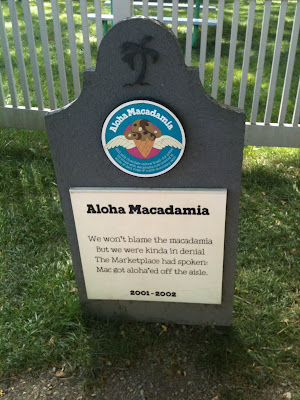 Aloha Macadamia
Aloha Macadamia
We won't blame the macadamia
But we were kinda in denial
The Marketplace had spoken:
Mac got aloha'ed off the aisle.
2001-2002